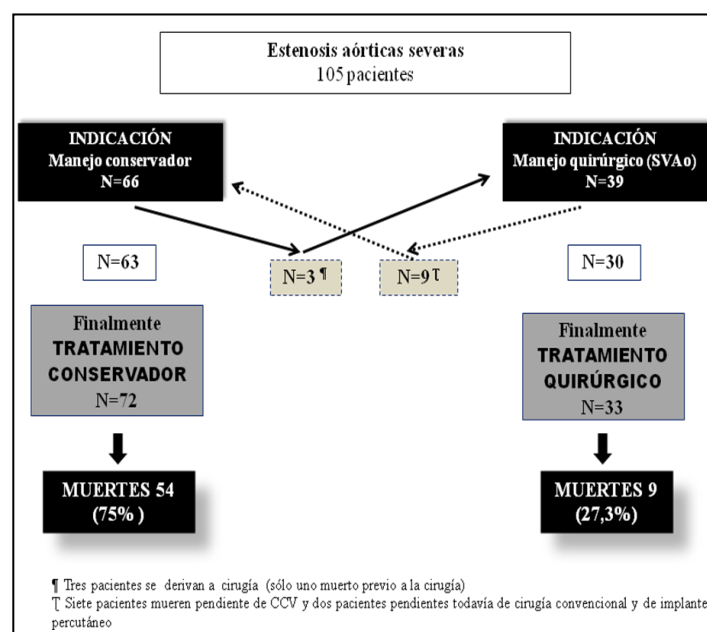 Estenosis aórticas severas
105 pacientes
INDICACIÓN
Manejo conservador
N=66
INDICACIÓN
Manejo quirúrgico (SVAo)
N=39
N=63
N=3 ¶
N=9 Ʈ
N=30
Finalmente
TRATAMIENTO
CONSERVADOR
N=72
Finalmente
TRATAMIENTO
QUIRÚRGICO
N=33
MUERTES 54
(75% )
MUERTES 9
(27,3%)
¶ Tres pacientes se derivan a cirugía (sólo uno muerto previo a la cirugía)
Ʈ Siete pacientes mueren pendiente de CCV y dos pacientes pendientes todavía de cirugía convencional y de implante
percutáneo